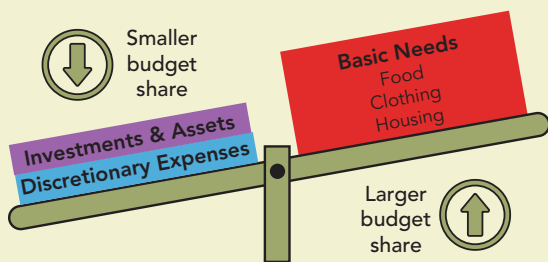 Smaller
budget
share
Investments & Assets
Discretionary Expenses
Basic Needs
Food
Clothing
Housing
Larger
budget
share